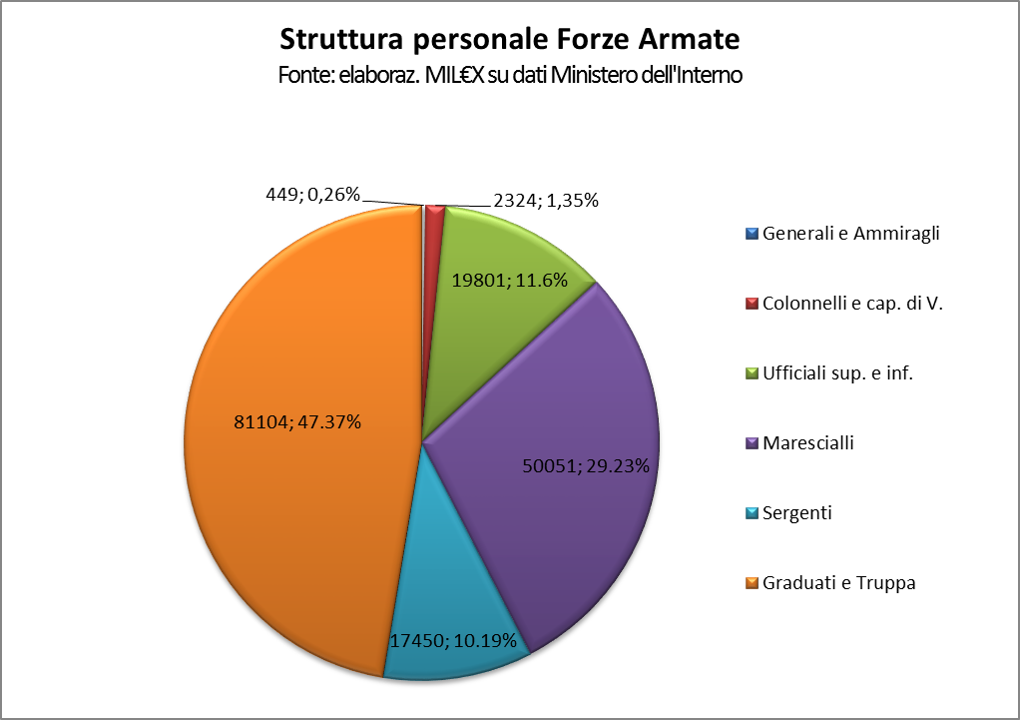 Struttura personale Forze Armate
Fonte: elaboraz. MIL€X su dati Ministero dell'Interno
449; 0,26%
2324; 1,35%
19801; 11.6%
50051; 29.23%
17450; 10.19%
81104; 47.37%
Generali e Ammiragli
Colonnelli e cap. di V.
Ufficiali sup. e inf.
Marescialli
Sergenti
Graduati e Truppa